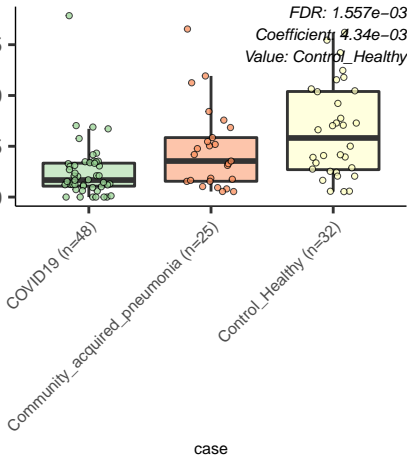 FDR: 1.557e−03
Coefficient: 4.34e−03
Value: Control_Healthy
COVID19 (n=48)
Community_acquired_pneumonia (n=25)
Control_Healthy (n=32)
case